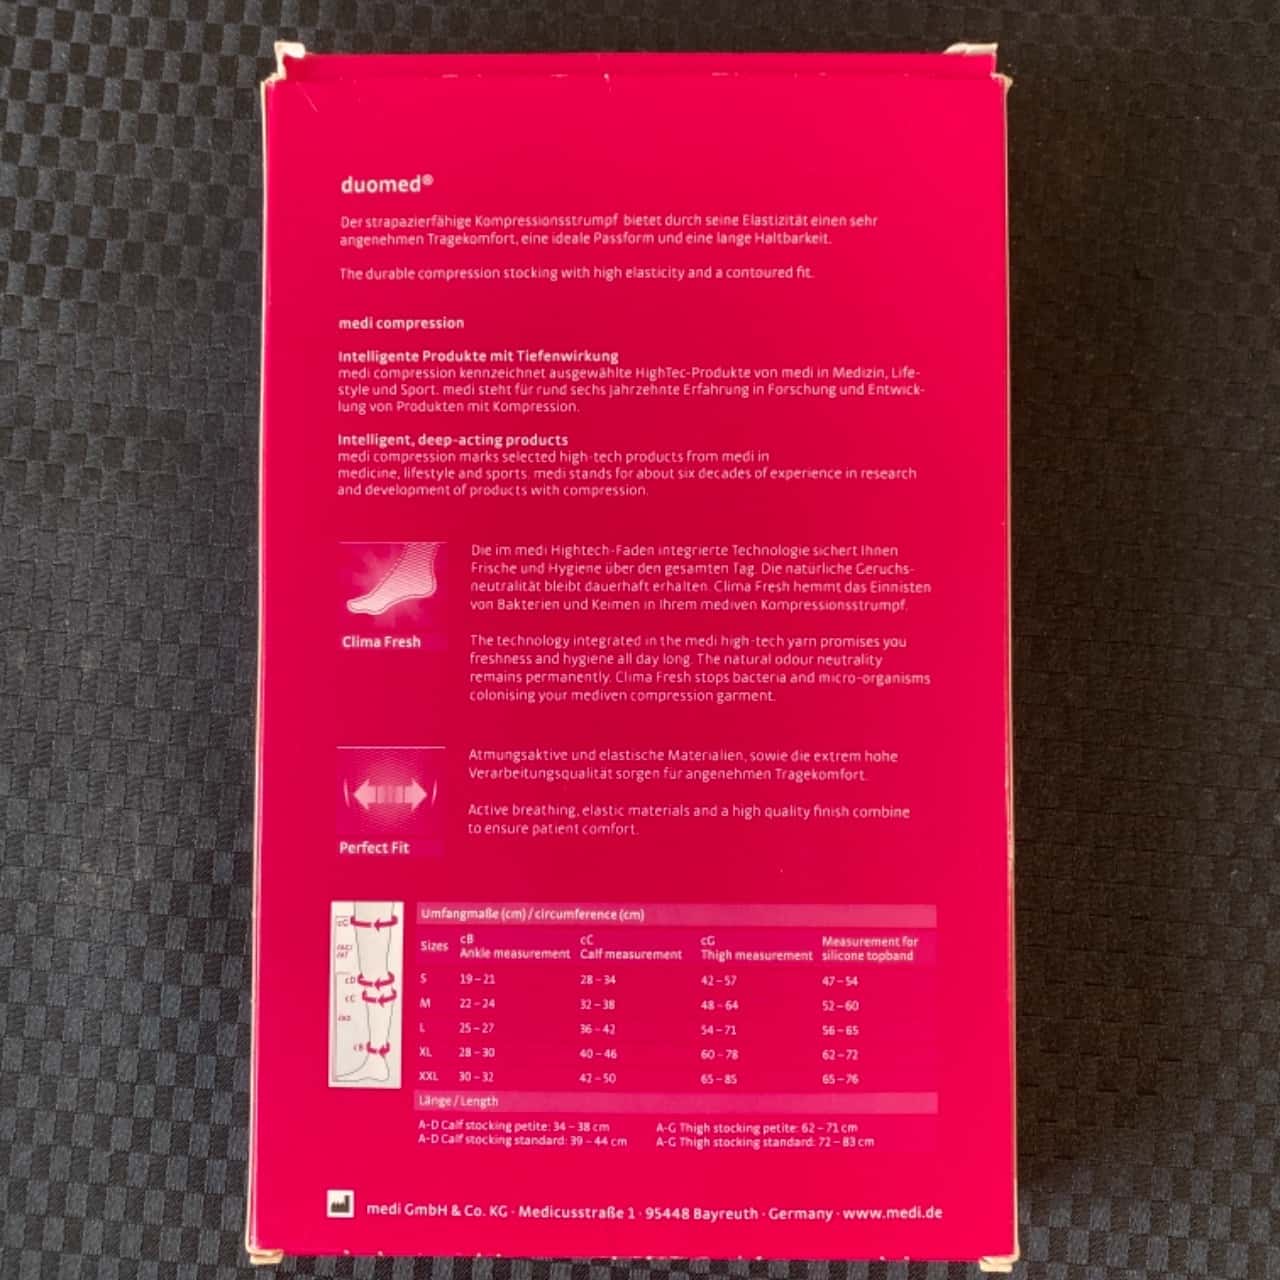 duomed®
Der strapazierfähige Kompressionsstrumpf bietet durch seine Elastizität einen sehr
angenehmen Tragekomfort, eine ideale Passform und eine lange Haltbarkeit.
The durable compression stocking with high elasticity and a contoured fit.
medi compression
Intelligente Produkte mit Tiefenwirkung
medi compression kennzeichnet ausgewählte HighTec-Produkte von medi in Medizin, Life-
style und Sport. medi steht für rund sechs Jahrzehnte Erfahrung in Forschung und Entwick-
lung von Produkten mit Kompression.
Intelligent, deep-acting products
medi compression marks selected high-tech products from medi in
medicine, lifestyle and sports. medi stands for about six decades of experience in research
and development of products with compression.
Die im medi Hightech-Faden integrierte Technologie sichert Ihnen
Frische und Hygiene über den gesamten Tag. Die natürliche Geruchs-
neutralität bleibt dauerhaft erhalten. Clima Fresh hemmt das Einnisten
von Bakterien und Keimen in Ihrem mediven Kompressionsstrumpf.
Clima Fresh
The technology integrated in the medi high-tech yarn promises you
freshness and hygiene all day long. The natural odour neutrality
remains permanently. Clima Fresh stops bacteria and micro-organisms
colonising your mediven compression garment.
Atmungsaktive und elastische Materialien, sowie die extrem hohe
Verarbeitungsqualität sorgen für angenehmen Tragekomfort.
Active breathing, elastic materials and a high quality finish combine
to ensure patient comfort.
Perfect Fit
cG
cD
cC
cB
Umfangmaße (cm) / circumference (cm)
Sizes cB Ankle measurement cC Calf measurement cG Thigh measurement Measurement for silicone topband
S 19 – 21 28 – 34 42 – 57 47 – 54
M 22 – 24 32 – 38 48 – 64 52 – 60
L 25 – 27 36 – 42 54 – 71 56 – 65
XL 28 – 30 40 – 46 60 – 78 62 – 72
XXL 30 – 32 42 – 50 65 – 85 65 – 76
Länge / Length
A-D Calf stocking petite: 34 – 38 cm A-G Thigh stocking petite: 62 – 71 cm
A-D Calf stocking standard: 39 – 44 cm A-G Thigh stocking standard: 72 – 83 cm
medi GmbH & Co. KG · Medicusstraße 1 · 95448 Bayreuth · Germany · www.medi.de